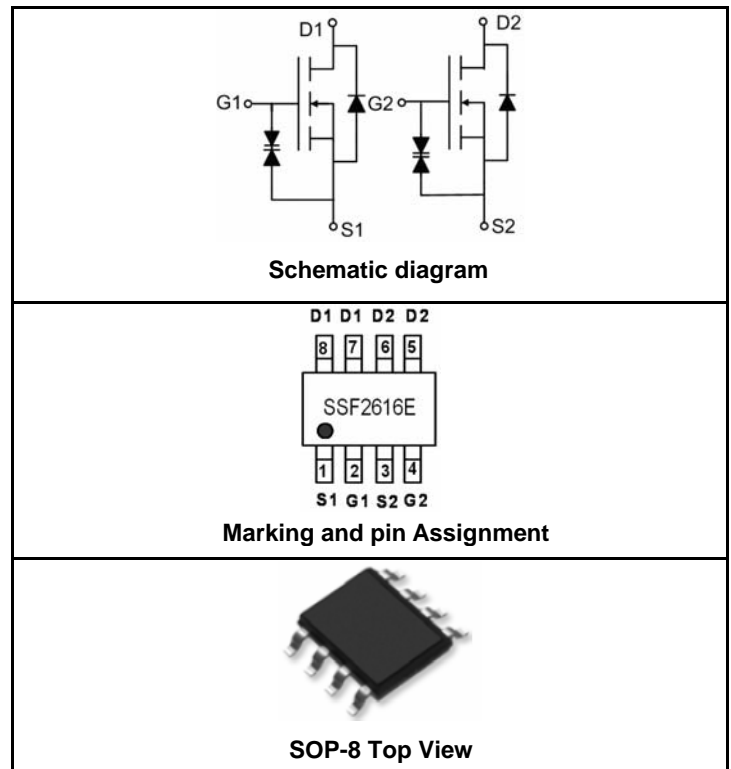 D1 D2
G1 G2
S1 S2
Schematic diagram
D1 D1 D2 D2
8 7 6 5
SSF2616E
1 2 3 4
S1 G1 S2 G2
Marking and pin Assignment
SOP-8 Top View